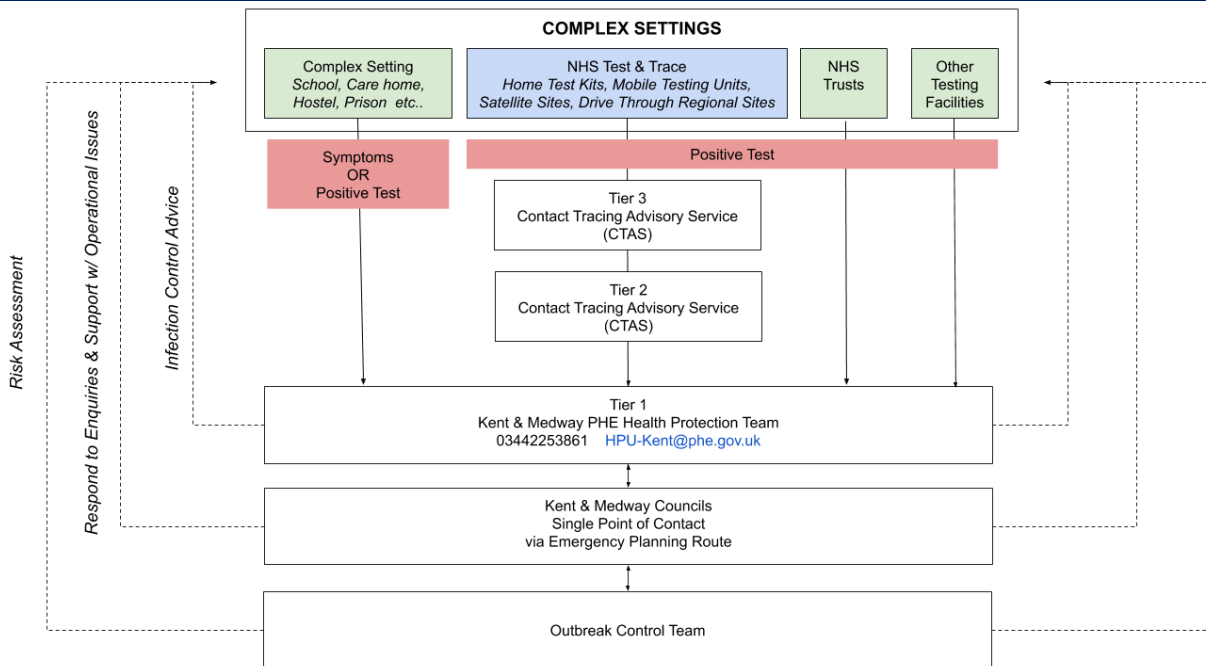 COMPLEX SETTINGS
Complex Setting
School, Care home,
Hostel, Prison etc..
NHS Test & Trace
Home Test Kits, Mobile Testing Units,
Satellite Sites, Drive Through Regional Sites
NHS
Trusts
Other
Testing
Facilities
Symptoms
OR
Positive Test
Positive Test
Tier 3
Contact Tracing Advisory Service
(CTAS)
Tier 2
Contact Tracing Advisory Service
(CTAS)
Risk Assessment
Respond to Enquiries & Support w/ Operational Issues
Infection Control Advice
Tier 1
Kent & Medway PHE Health Protection Team
03442253861 HPU-Kent@phe.gov.uk
Kent & Medway Councils
Single Point of Contact
via Emergency Planning Route
Outbreak Control Team